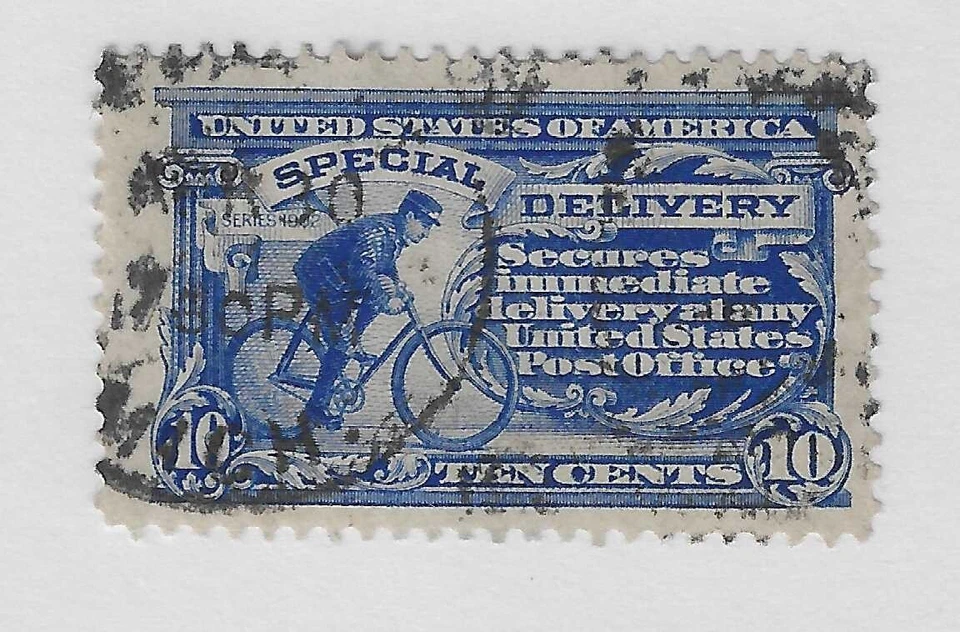 UNITED STATES OF AMERICA
SPECIAL
DELIVERY
SERIES 1902
Secures
immediate
delivery at any
United States
Post Office
10
TEN CENTS
10